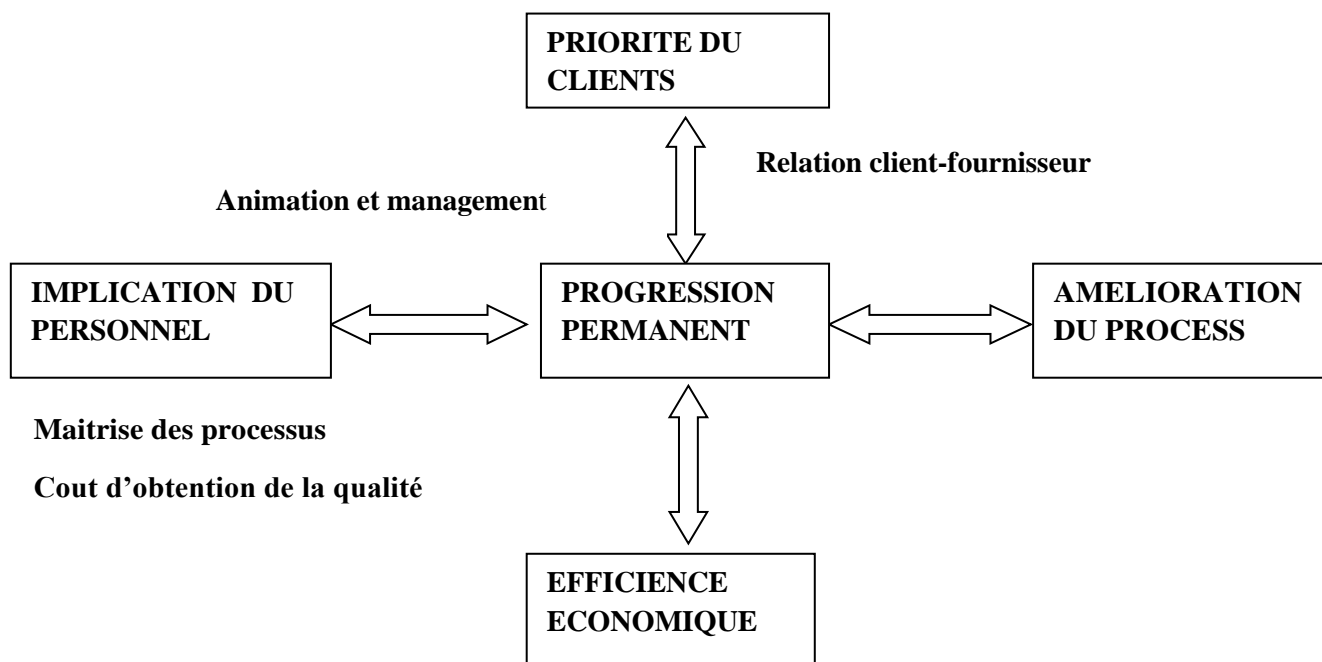 PRIORITE DU
CLIENTS
Relation client-fournisseur
Animation et management
IMPLICATION DU
PERSONNEL
PROGRESSION
PERMANENT
AMELIORATION
DU PROCESS
Maitrise des processus
Cout d’obtention de la qualité
EFFICIENCE
ECONOMIQUE